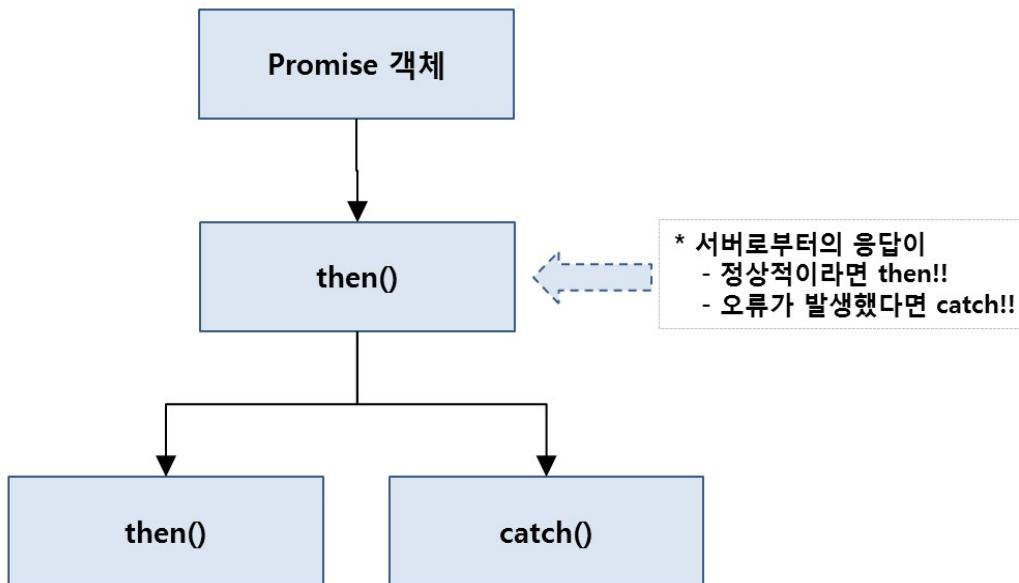 Promise 객체
then()
* 서버로부터의 응답이
- 정상적이라면 then!!
- 오류가 발생했다면 catch!!
then()
catch()